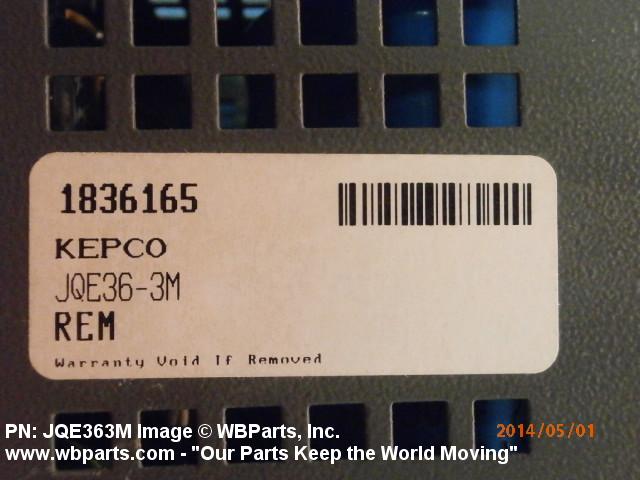 1836165
KEPCO
JQE36-3M
REM
Warranty Void If Removed
PN: JQE363M Image © WBParts, Inc.
2014/05/01
www.wbparts.com - "Our Parts Keep the World Moving"